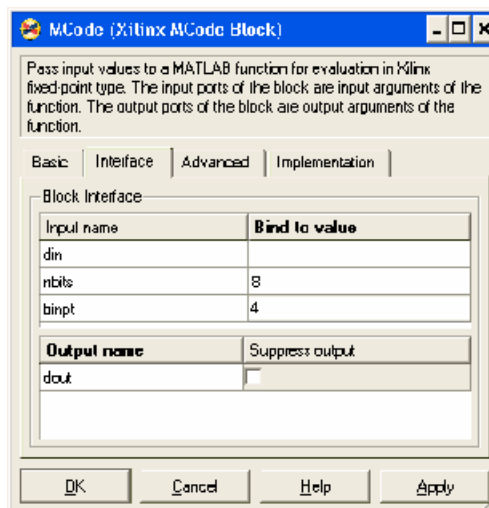 MCode (Xilinx MCode Block)
Pass input values to a MATLAB function for evaluation in Xilinx
fixed-point type. The input ports of the block are input arguments of the
function. The output ports of the block are output arguments of the
function.
Basic Interface Advanced Implementation
Block Interface
Input name Bind to value
din
nbits 8
binpt 4
Output name Suppress output
dout
OK Cancel Help Apply